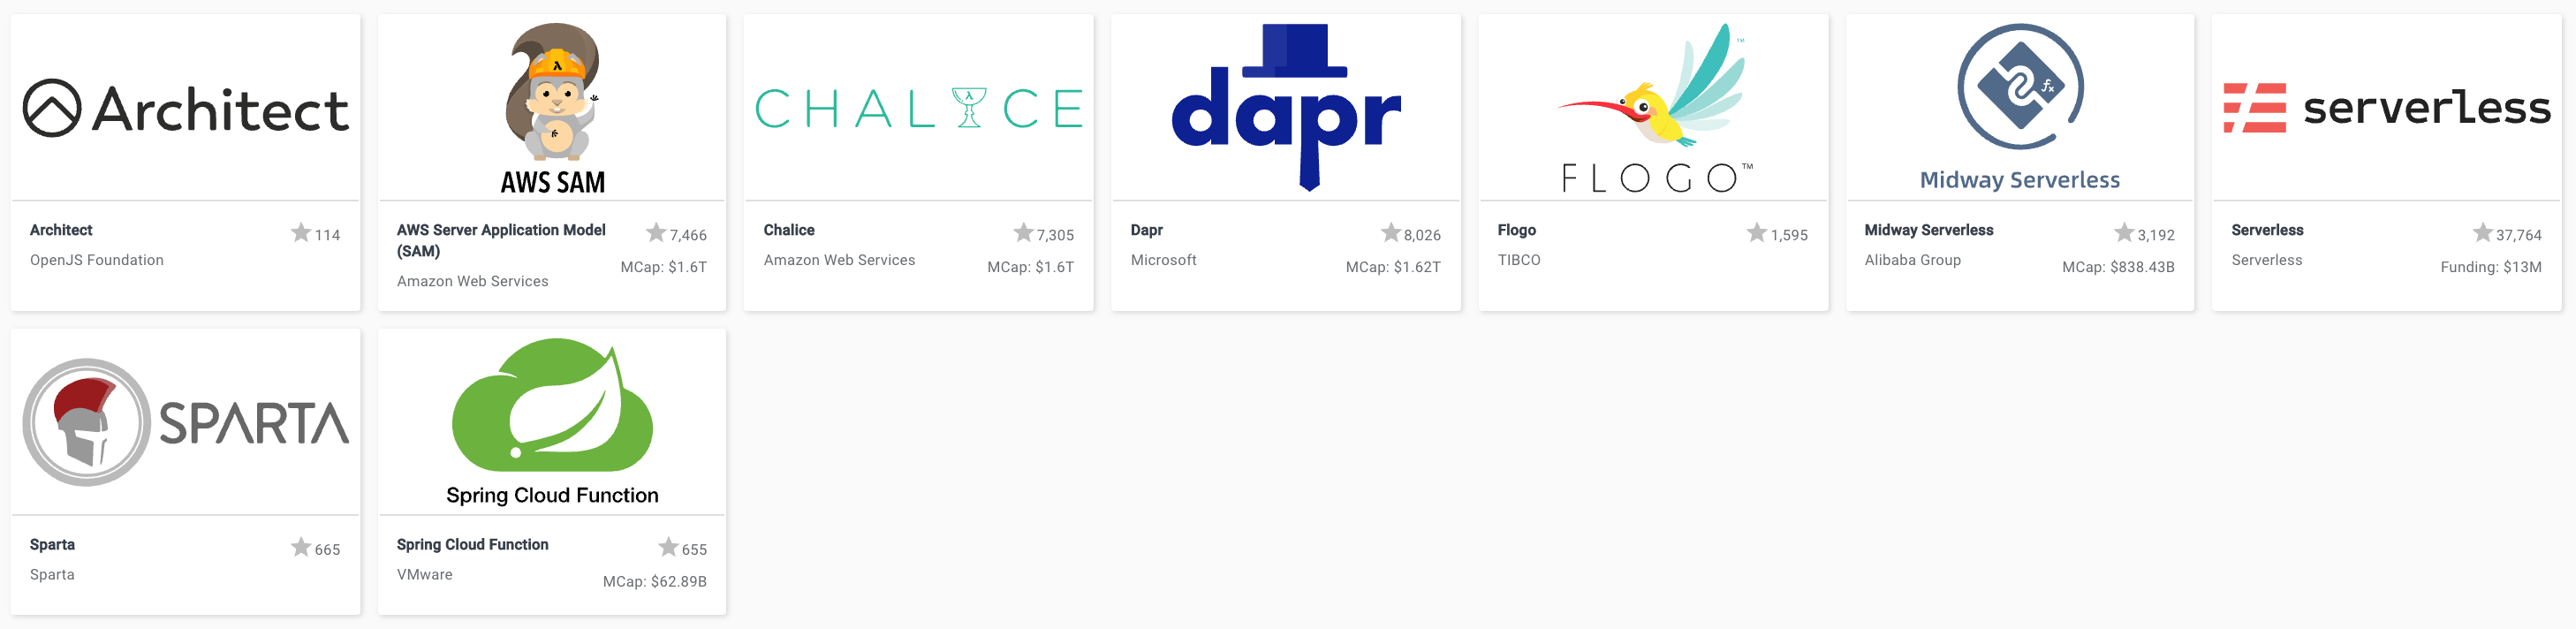 Architect
Architect
114
OpenJS Foundation
λ
AWS SAM
AWS Server Application Model
(SAM)
7,466
MCap: $1.6T
Amazon Web Services
CHALICE
λ
Chalice
7,305
Amazon Web Services
MCap: $1.6T
dapr
Dapr
8,026
Microsoft
MCap: $1.62T
™
FLOGO™
Flogo
1,595
TIBCO
fx
Midway Serverless
Midway Serverless
3,192
Alibaba Group
MCap: $838.43B
serverless
Serverless
37,764
Serverless
Funding: $13M
SPARTA
Sparta
665
Sparta
Spring Cloud Function
Spring Cloud Function
655
VMware
MCap: $62.89B